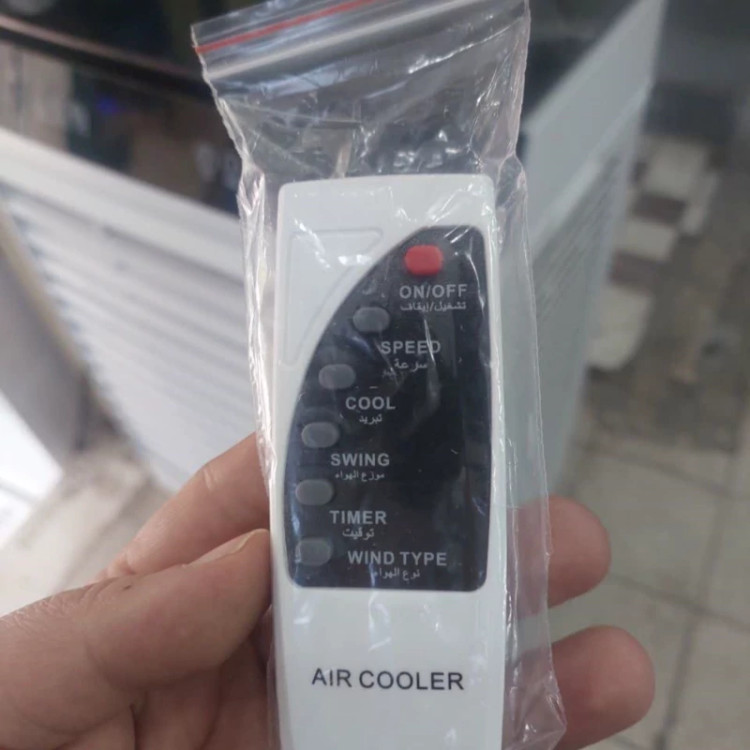 ON/OFF
تشغيل/إيقاف
SPEED
سرعة
COOL
تبريد
SWING
موزع الهواء
TIMER
توقيت
WIND TYPE
نوع الهواء
AIR COOLER